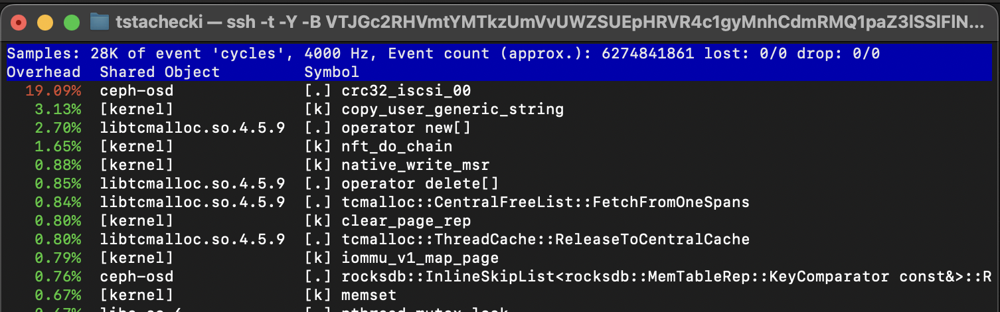 tstachecki — ssh -t -Y -B VTJGc2RHVmtYMTkzUmVvUWZSUEpHRVR4c1gyMnhCdmRMQ1paZ3lSSlFlN...
Samples: 28K of event 'cycles', 4000 Hz, Event count (approx.): 6274841861 lost: 0/0 drop: 0/0
Overhead  Shared Object         Symbol
19.09%  ceph-osd              [.] crc32_iscsi_00
3.13%  [kernel]              [k] copy_user_generic_string
2.70%  libtcmalloc.so.4.5.9  [.] operator new[]
1.65%  [kernel]              [k] nft_do_chain
0.88%  [kernel]              [k] native_write_msr
0.85%  libtcmalloc.so.4.5.9  [.] operator delete[]
0.84%  libtcmalloc.so.4.5.9  [.] tcmalloc::CentralFreeList::FetchFromOneSpans
0.80%  [kernel]              [k] clear_page_rep
0.80%  libtcmalloc.so.4.5.9  [.] tcmalloc::ThreadCache::ReleaseToCentralCache
0.79%  [kernel]              [k] iommu_v1_map_page
0.76%  ceph-osd              [.] rocksdb::InlineSkipList<rocksdb::MemTableRep::KeyComparator const&>::R
0.67%  [kernel]              [k] memset